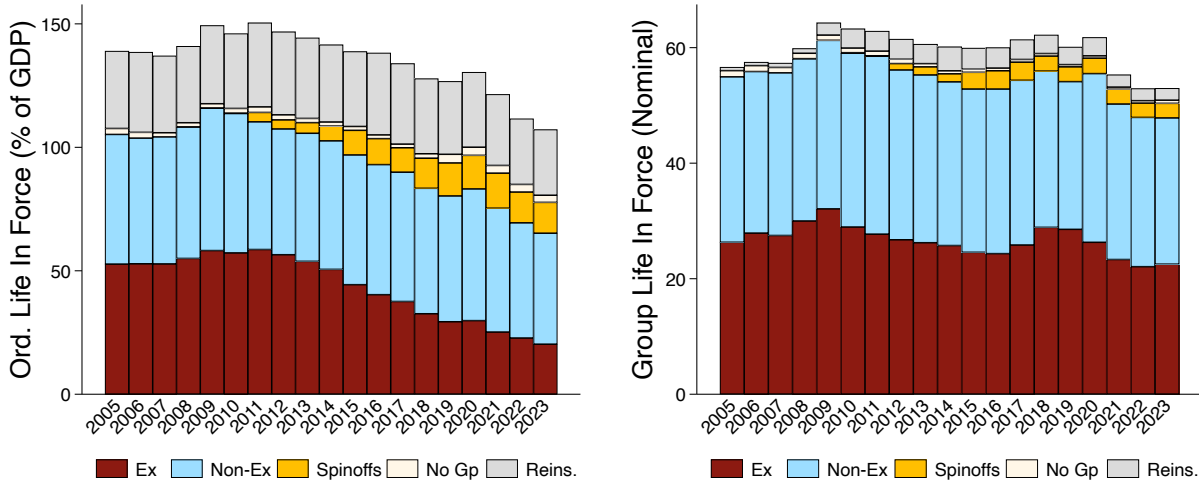 Ord. Life In Force (% of GDP)
150
100
50
0
2005 2006 2007 2008 2009 2010 2011 2012 2013 2014 2015 2016 2017 2018 2019 2020 2021 2022 2023
Ex Non-Ex Spinoffs No Gp Reins.
Group Life In Force (Nominal)
60
40
20
0
2005 2006 2007 2008 2009 2010 2011 2012 2013 2014 2015 2016 2017 2018 2019 2020 2021 2022 2023
Ex Non-Ex Spinoffs No Gp Reins.